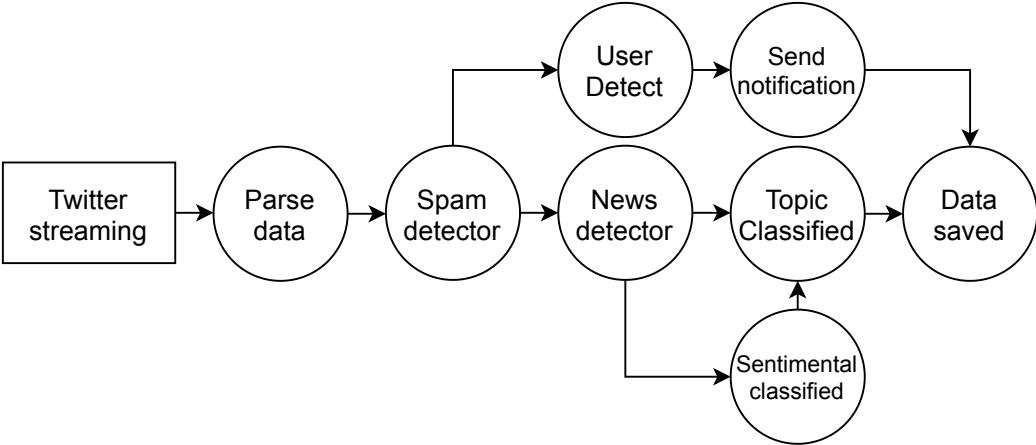 User
Detect
Send
notification
Twitter
streaming
Parse
data
Spam
detector
News
detector
Topic
Classified
Data
saved
Sentimental
classified